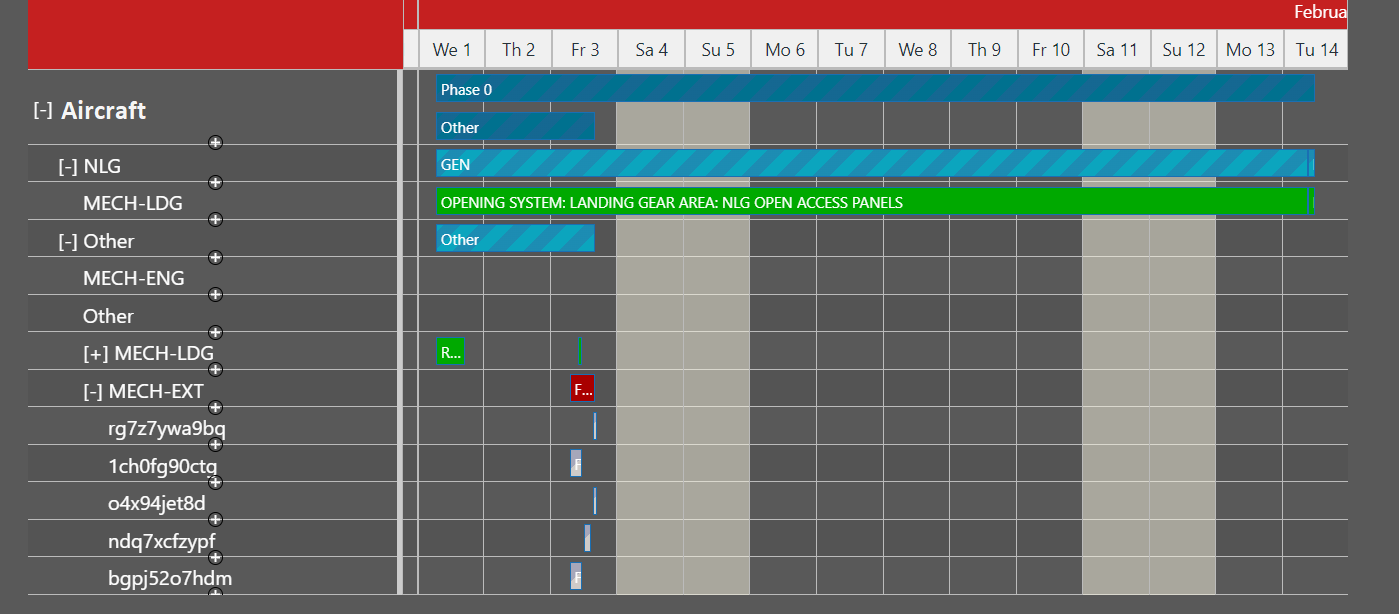 Februa
We 1 Th 2 Fr 3 Sa 4 Su 5 Mo 6 Tu 7 We 8 Th 9 Fr 10 Sa 11 Su 12 Mo 13 Tu 14
[-] Aircraft
Phase 0
Other
[-] NLG
GEN
MECH-LDG
OPENING SYSTEM: LANDING GEAR AREA: NLG OPEN ACCESS PANELS
[-] Other
Other
MECH-ENG
Other
[+] MECH-LDG
R...
[-] MECH-EXT
F...
rg7z7ywa9bq
1ch0fg90ctg
F
o4x94jet8d
ndq7xcfzypf
bgpj52o7hdm
F